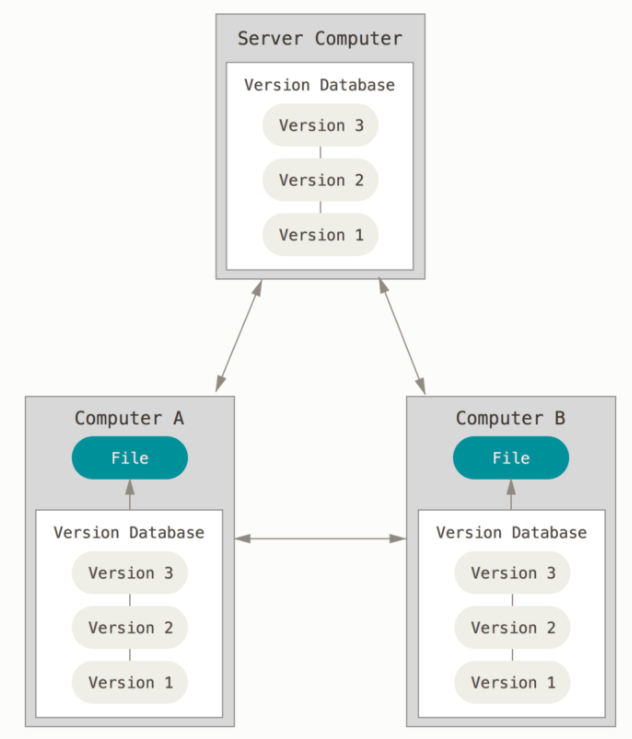 Server Computer
Version Database
Version 3
Version 2
Version 1
Computer A
File
Version Database
Version 3
Version 2
Version 1
Computer B
File
Version Database
Version 3
Version 2
Version 1